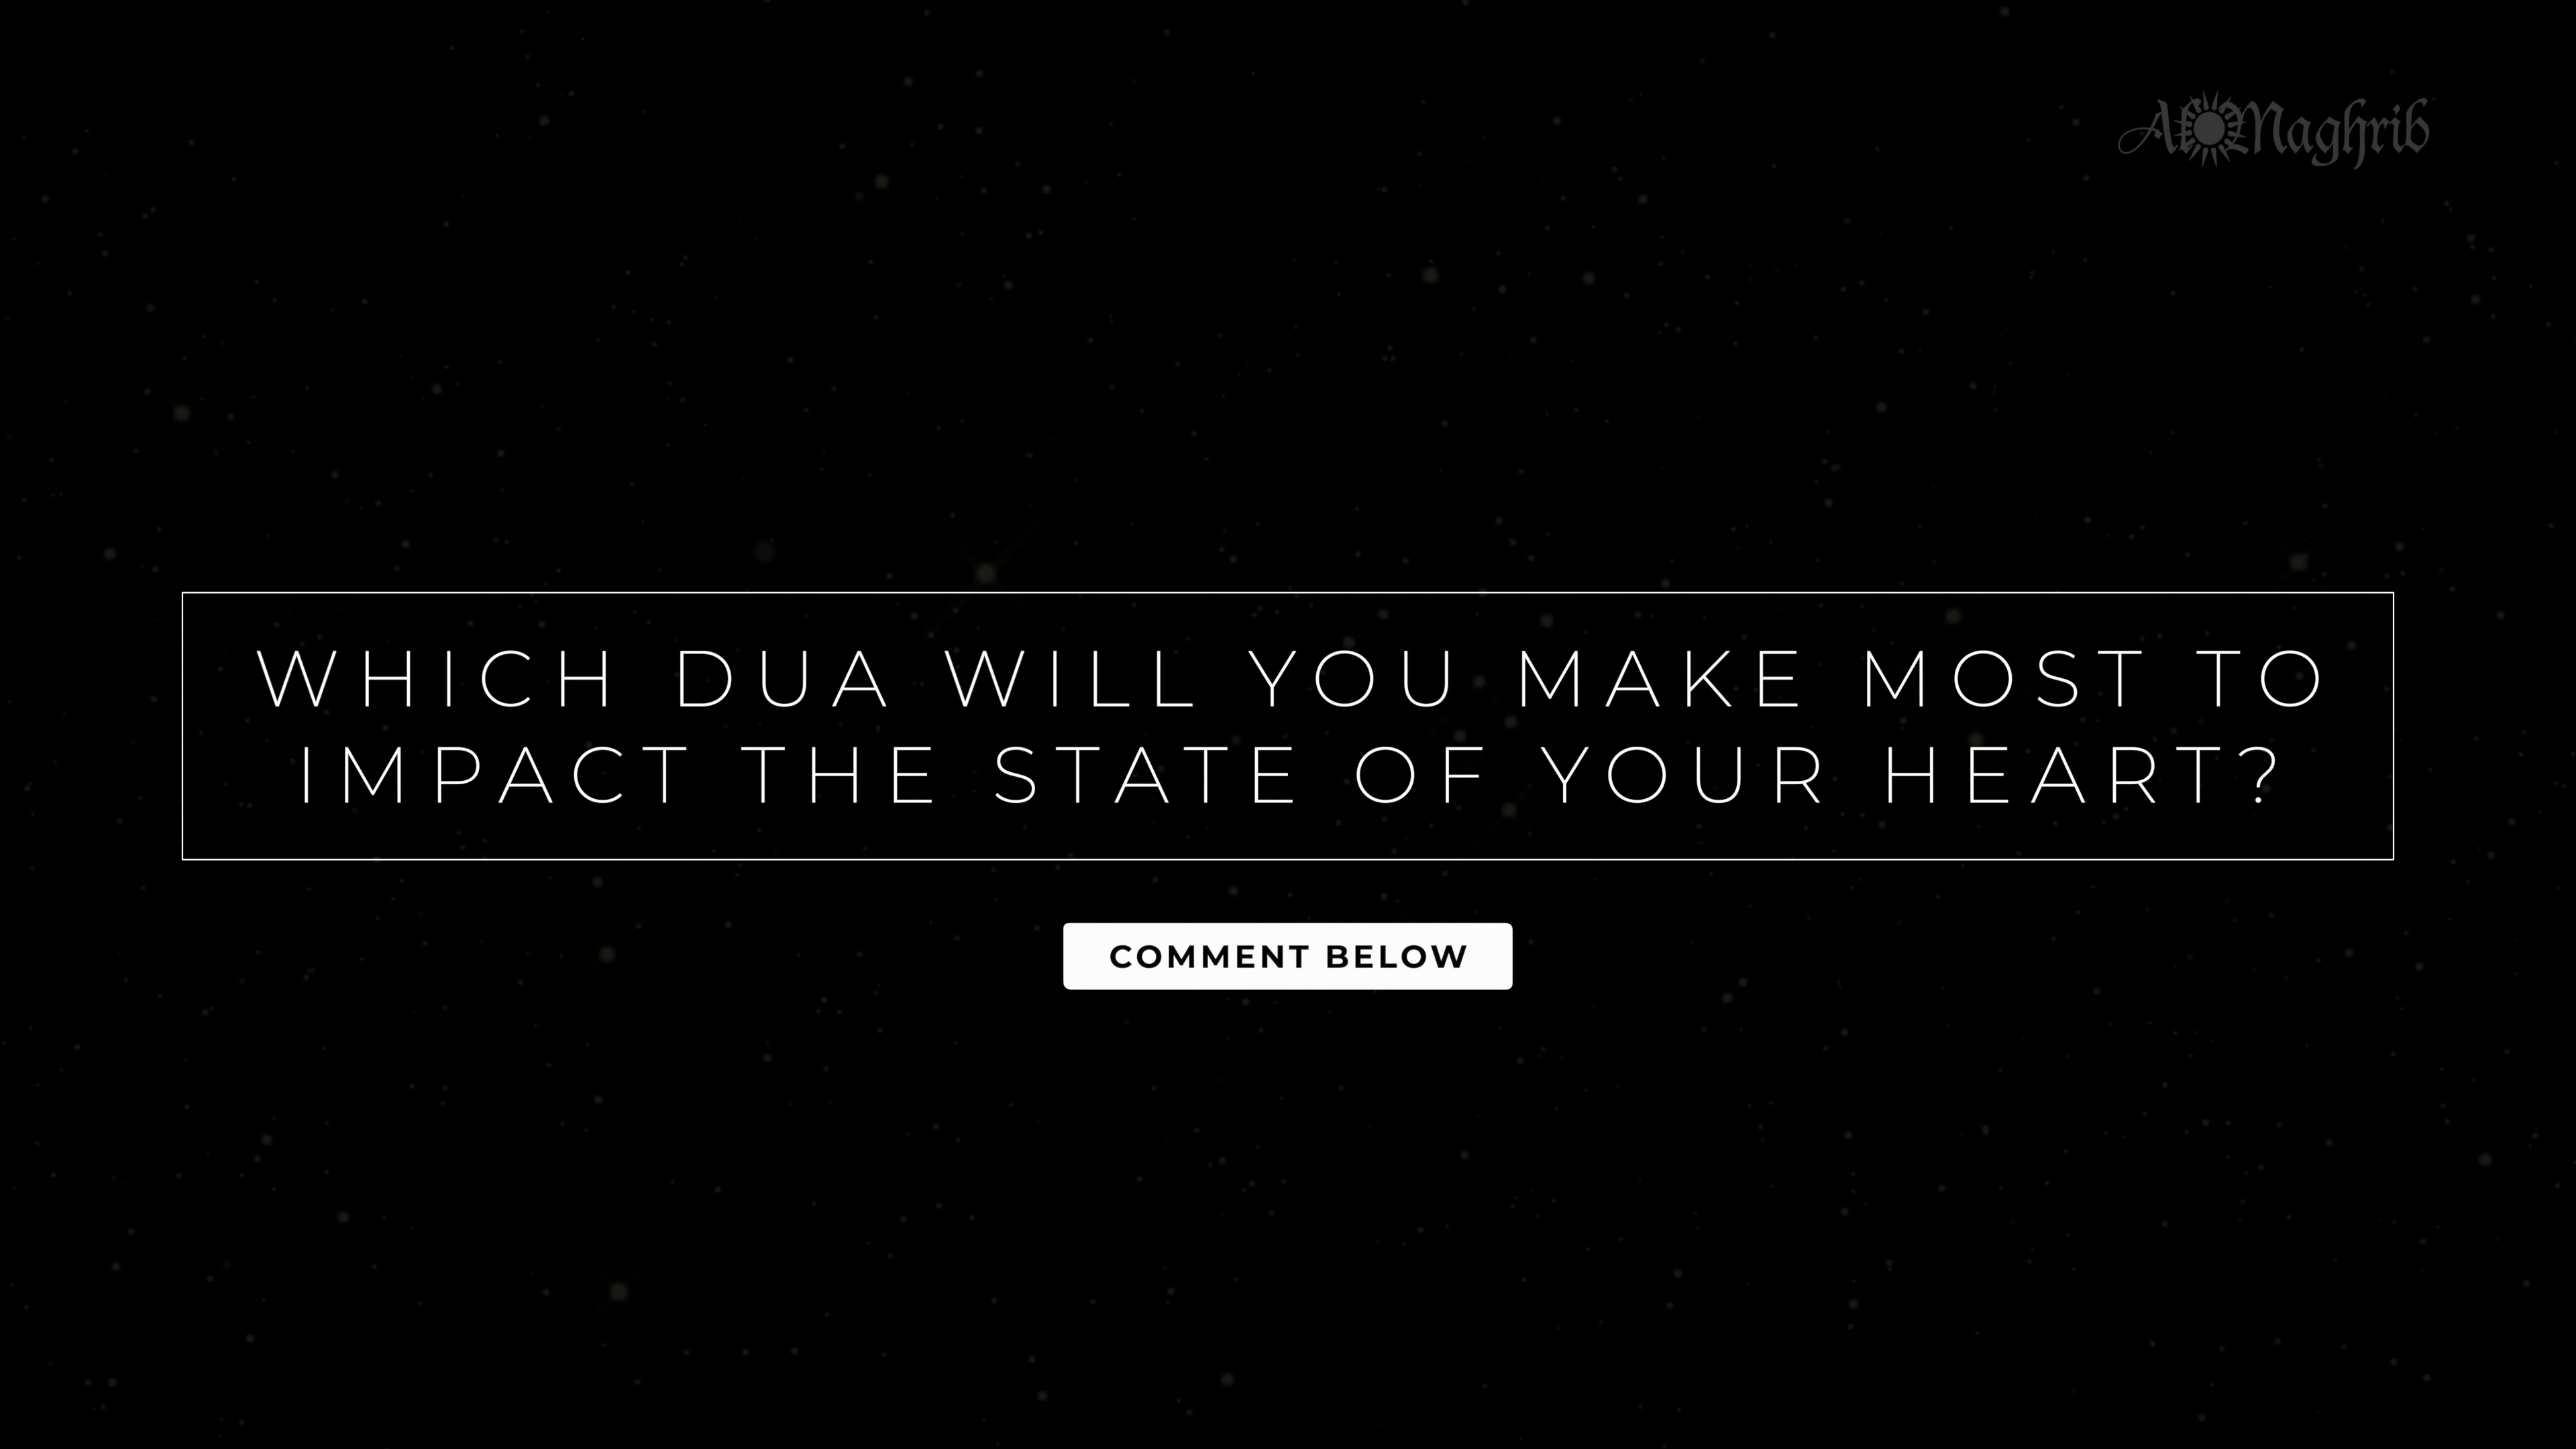 AlMaghrib
WHICH DUA WILL YOU MAKE MOST TO
IMPACT THE STATE OF YOUR HEART?
COMMENT BELOW